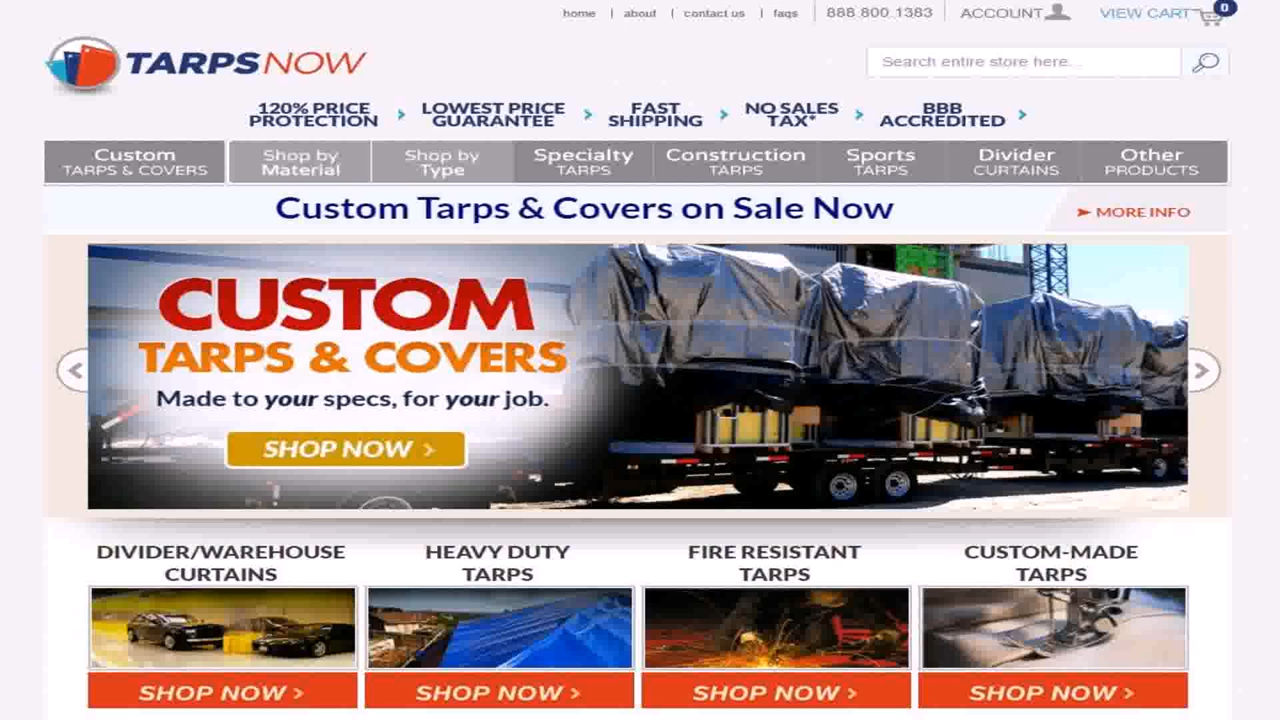 home | about | contact us | faqs 888 800 1383 ACCOUNT VIEW CART 0
TARPS NOW
Search entire store here...
120% PRICE PROTECTION
LOWEST PRICE GUARANTEE
FAST SHIPPING
NO SALES TAX*
BBB ACCREDITED
Custom TARPS & COVERS
Shop by Material
Shop by Type
Specialty TARPS
Construction TARPS
Sports TARPS
Divider CURTAINS
Other PRODUCTS
Custom Tarps & Covers on Sale Now
MORE INFO
CUSTOM
TARPS & COVERS
Made to your specs, for your job.
SHOP NOW >
DIVIDER/WAREHOUSE
CURTAINS
HEAVY DUTY
TARPS
FIRE RESISTANT
TARPS
CUSTOM-MADE
TARPS
SHOP NOW >
SHOP NOW >
SHOP NOW >
SHOP NOW >